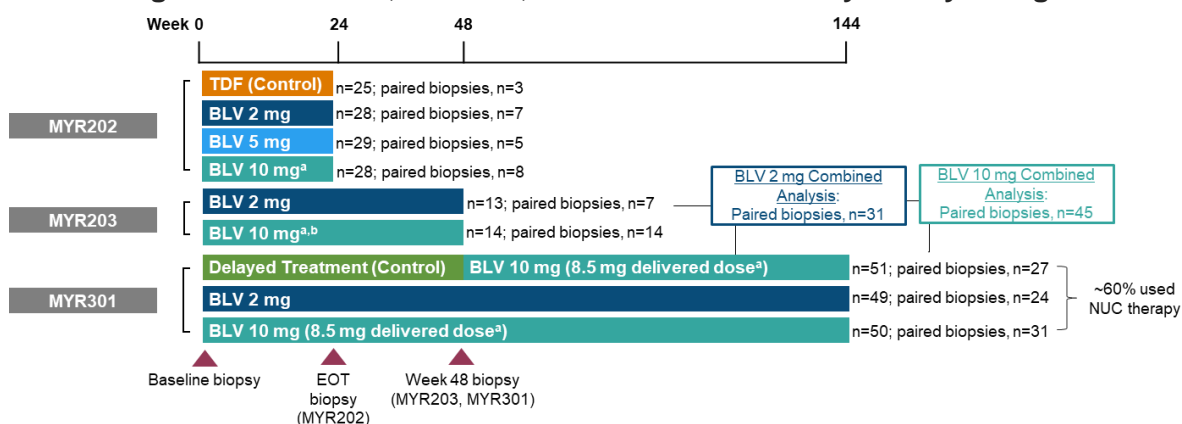 Week 0
24
48
144
MYR202
TDF (Control)
n=25; paired biopsies, n=3
BLV 2 mg
n=28; paired biopsies, n=7
BLV 5 mg
n=29; paired biopsies, n=5
BLV 10 mgᵃ
n=28; paired biopsies, n=8
MYR203
BLV 2 mg
n=13; paired biopsies, n=7
BLV 10 mgᵃ,ᵇ
n=14; paired biopsies, n=14
BLV 2 mg Combined
Analysis:
Paired biopsies, n=31
BLV 10 mg Combined
Analysis:
Paired biopsies, n=45
MYR301
Delayed Treatment (Control)
BLV 10 mg (8.5 mg delivered doseᵃ)
n=51; paired biopsies, n=27
BLV 2 mg
n=49; paired biopsies, n=24
BLV 10 mg (8.5 mg delivered doseᵃ)
n=50; paired biopsies, n=31
~60% used
NUC therapy
Baseline biopsy
EOT
biopsy
(MYR202)
Week 48 biopsy
(MYR203, MYR301)